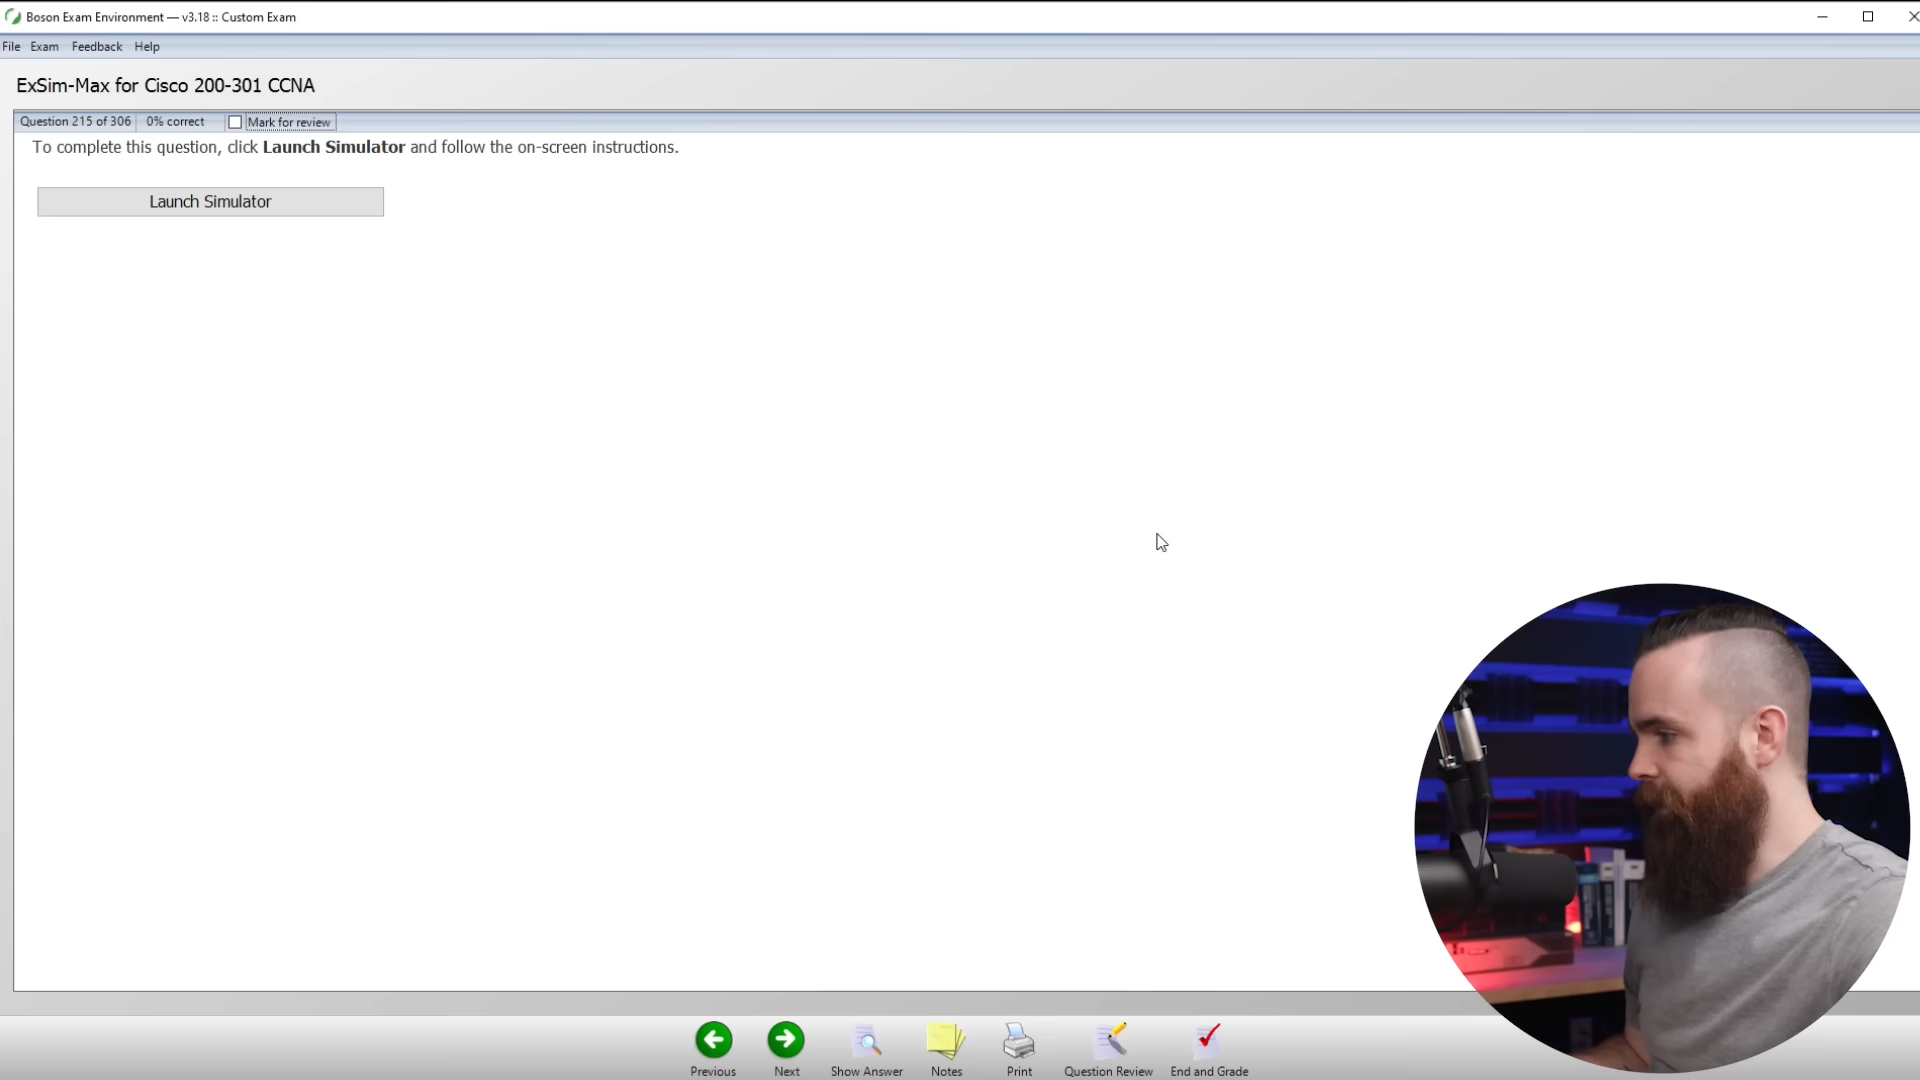 Boson Exam Environment — v3.18 :: Custom Exam
File Exam Feedback Help
ExSim-Max for Cisco 200-301 CCNA
Question 215 of 306 0% correct Mark for review
To complete this question, click Launch Simulator and follow the on-screen instructions.
Launch Simulator
Previous Next Show Answer Notes Print Question Review End and Grade